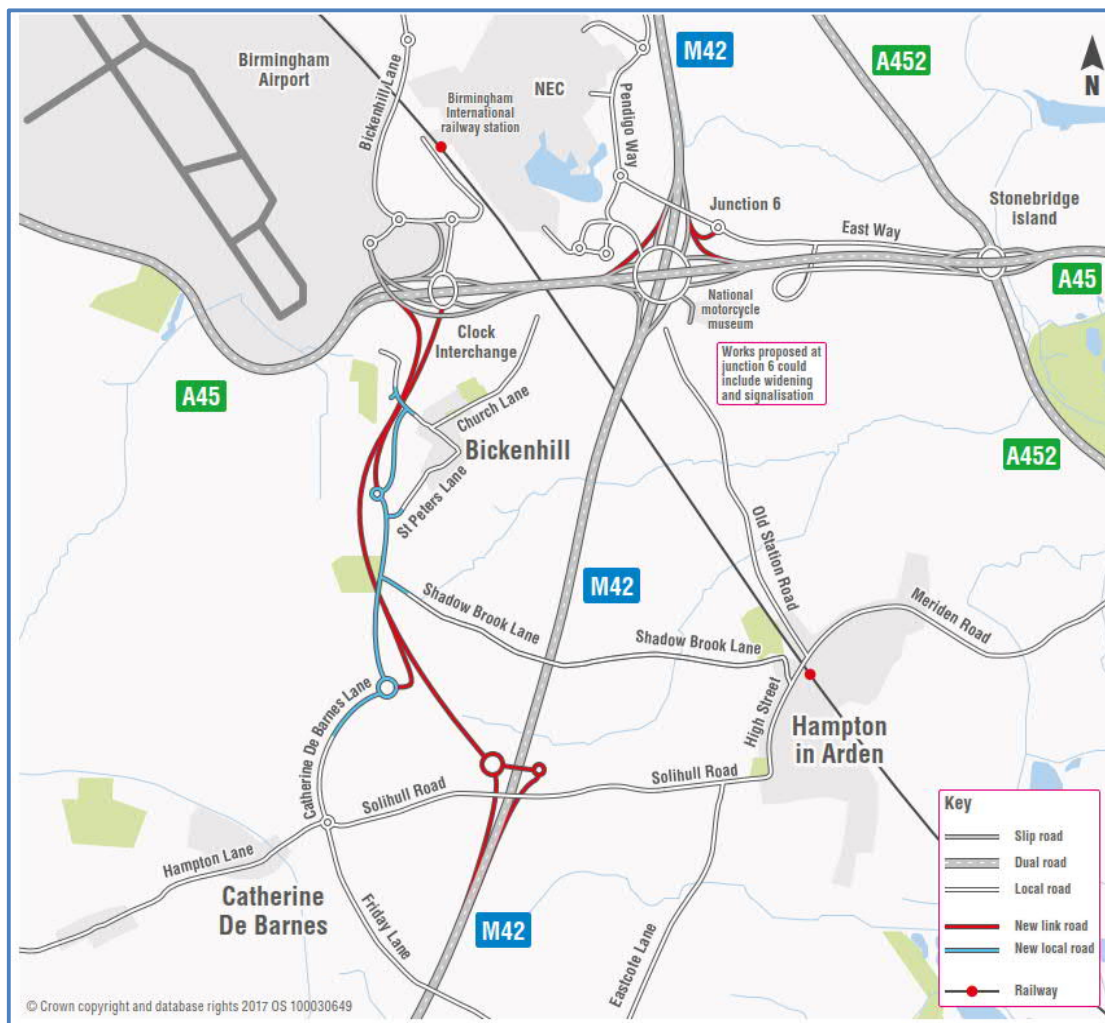 Birmingham
Airport
Bickenhill Lane
Birmingham
International
railway station
NEC
Pendigo Way
M42
A452
N
Junction 6
East Way
Stonebridge
island
A45
National
motorcycle
museum
Clock
Interchange
Works proposed at
junction 6 could
include widening
and signalisation
A45
Church Lane
Bickenhill
St Peters Lane
A452
Old Station Road
M42
Shadow Brook Lane
Shadow Brook Lane
Meriden Road
Catherine De Barnes Lane
High Street
Hampton
in Arden
Solihull Road
Solihull Road
Hampton Lane
Catherine
De Barnes
Friday Lane
M42
Eastcote Lane
Key
Slip road
Dual road
Local road
New link road
New local road
Railway
© Crown copyright and database rights 2017 OS 100030649